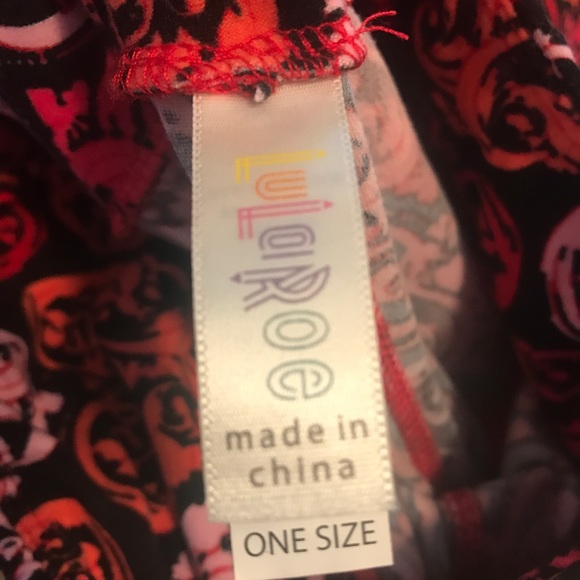 LuLaRoe
made in
china
ONE SIZE